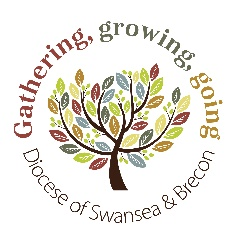 Gathering, growing, going
Diocese of Swansea & Brecon